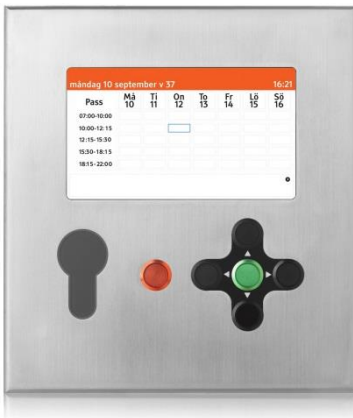 måndag 10 september v 37 16:21
Pass Må 10 Ti 11 On 12 To 13 Fr 14 Lö 15 Sö 16
07:00-10:00
10:00-12:15
12:15-15:30
15:30-18:15
18:15-22:00